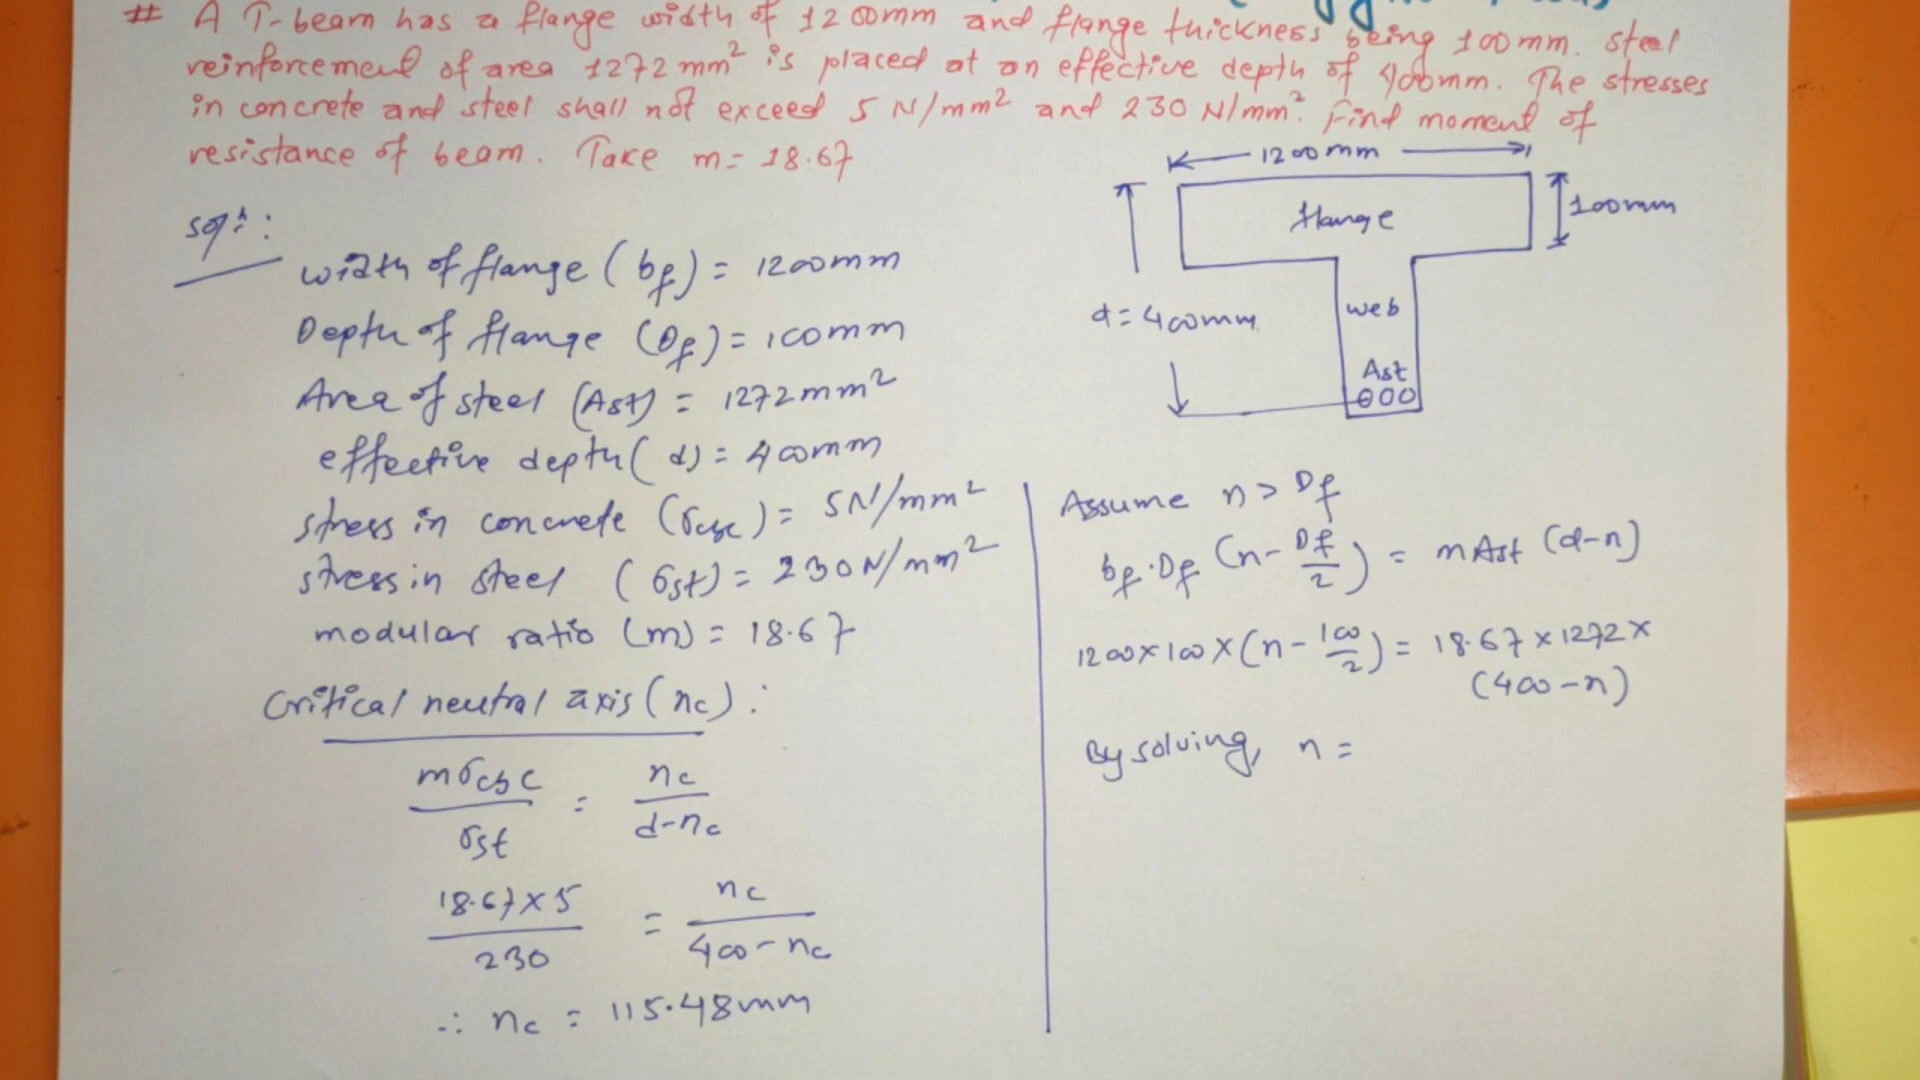 # A T-beam has a flange width of 1200mm and flange thickness being 100mm. Steel
reinforcement of area 1272 mm² is placed at an effective depth of 400mm. The stresses
in concrete and steel shall not exceed 5 N/mm² and 230 N/mm². Find moment of
resistance of beam. Take m = 18.67
1200mm
flange
100mm
d = 400mm
web
Ast
Solⁿ:
width of flange (bf) = 1200mm
Depth of flange (Df) = 100mm
Area of steel (Ast) = 1272mm²
effective depth (d) = 400mm
stress in concrete (σcbc) = 5N/mm²
stress in steel (σst) = 230N/mm²
modular ratio (m) = 18.67
Critical neutral axis (nc) :
mσcbc / σst = nc / d-nc
18.67×5 / 230 = nc / 400-nc
∴ nc = 115.48mm
Assume n > Df
bf·Df (n - Df/2) = mAst (d-n)
1200×100×(n - 100/2) = 18.67×1272×
(400-n)
By solving, n =